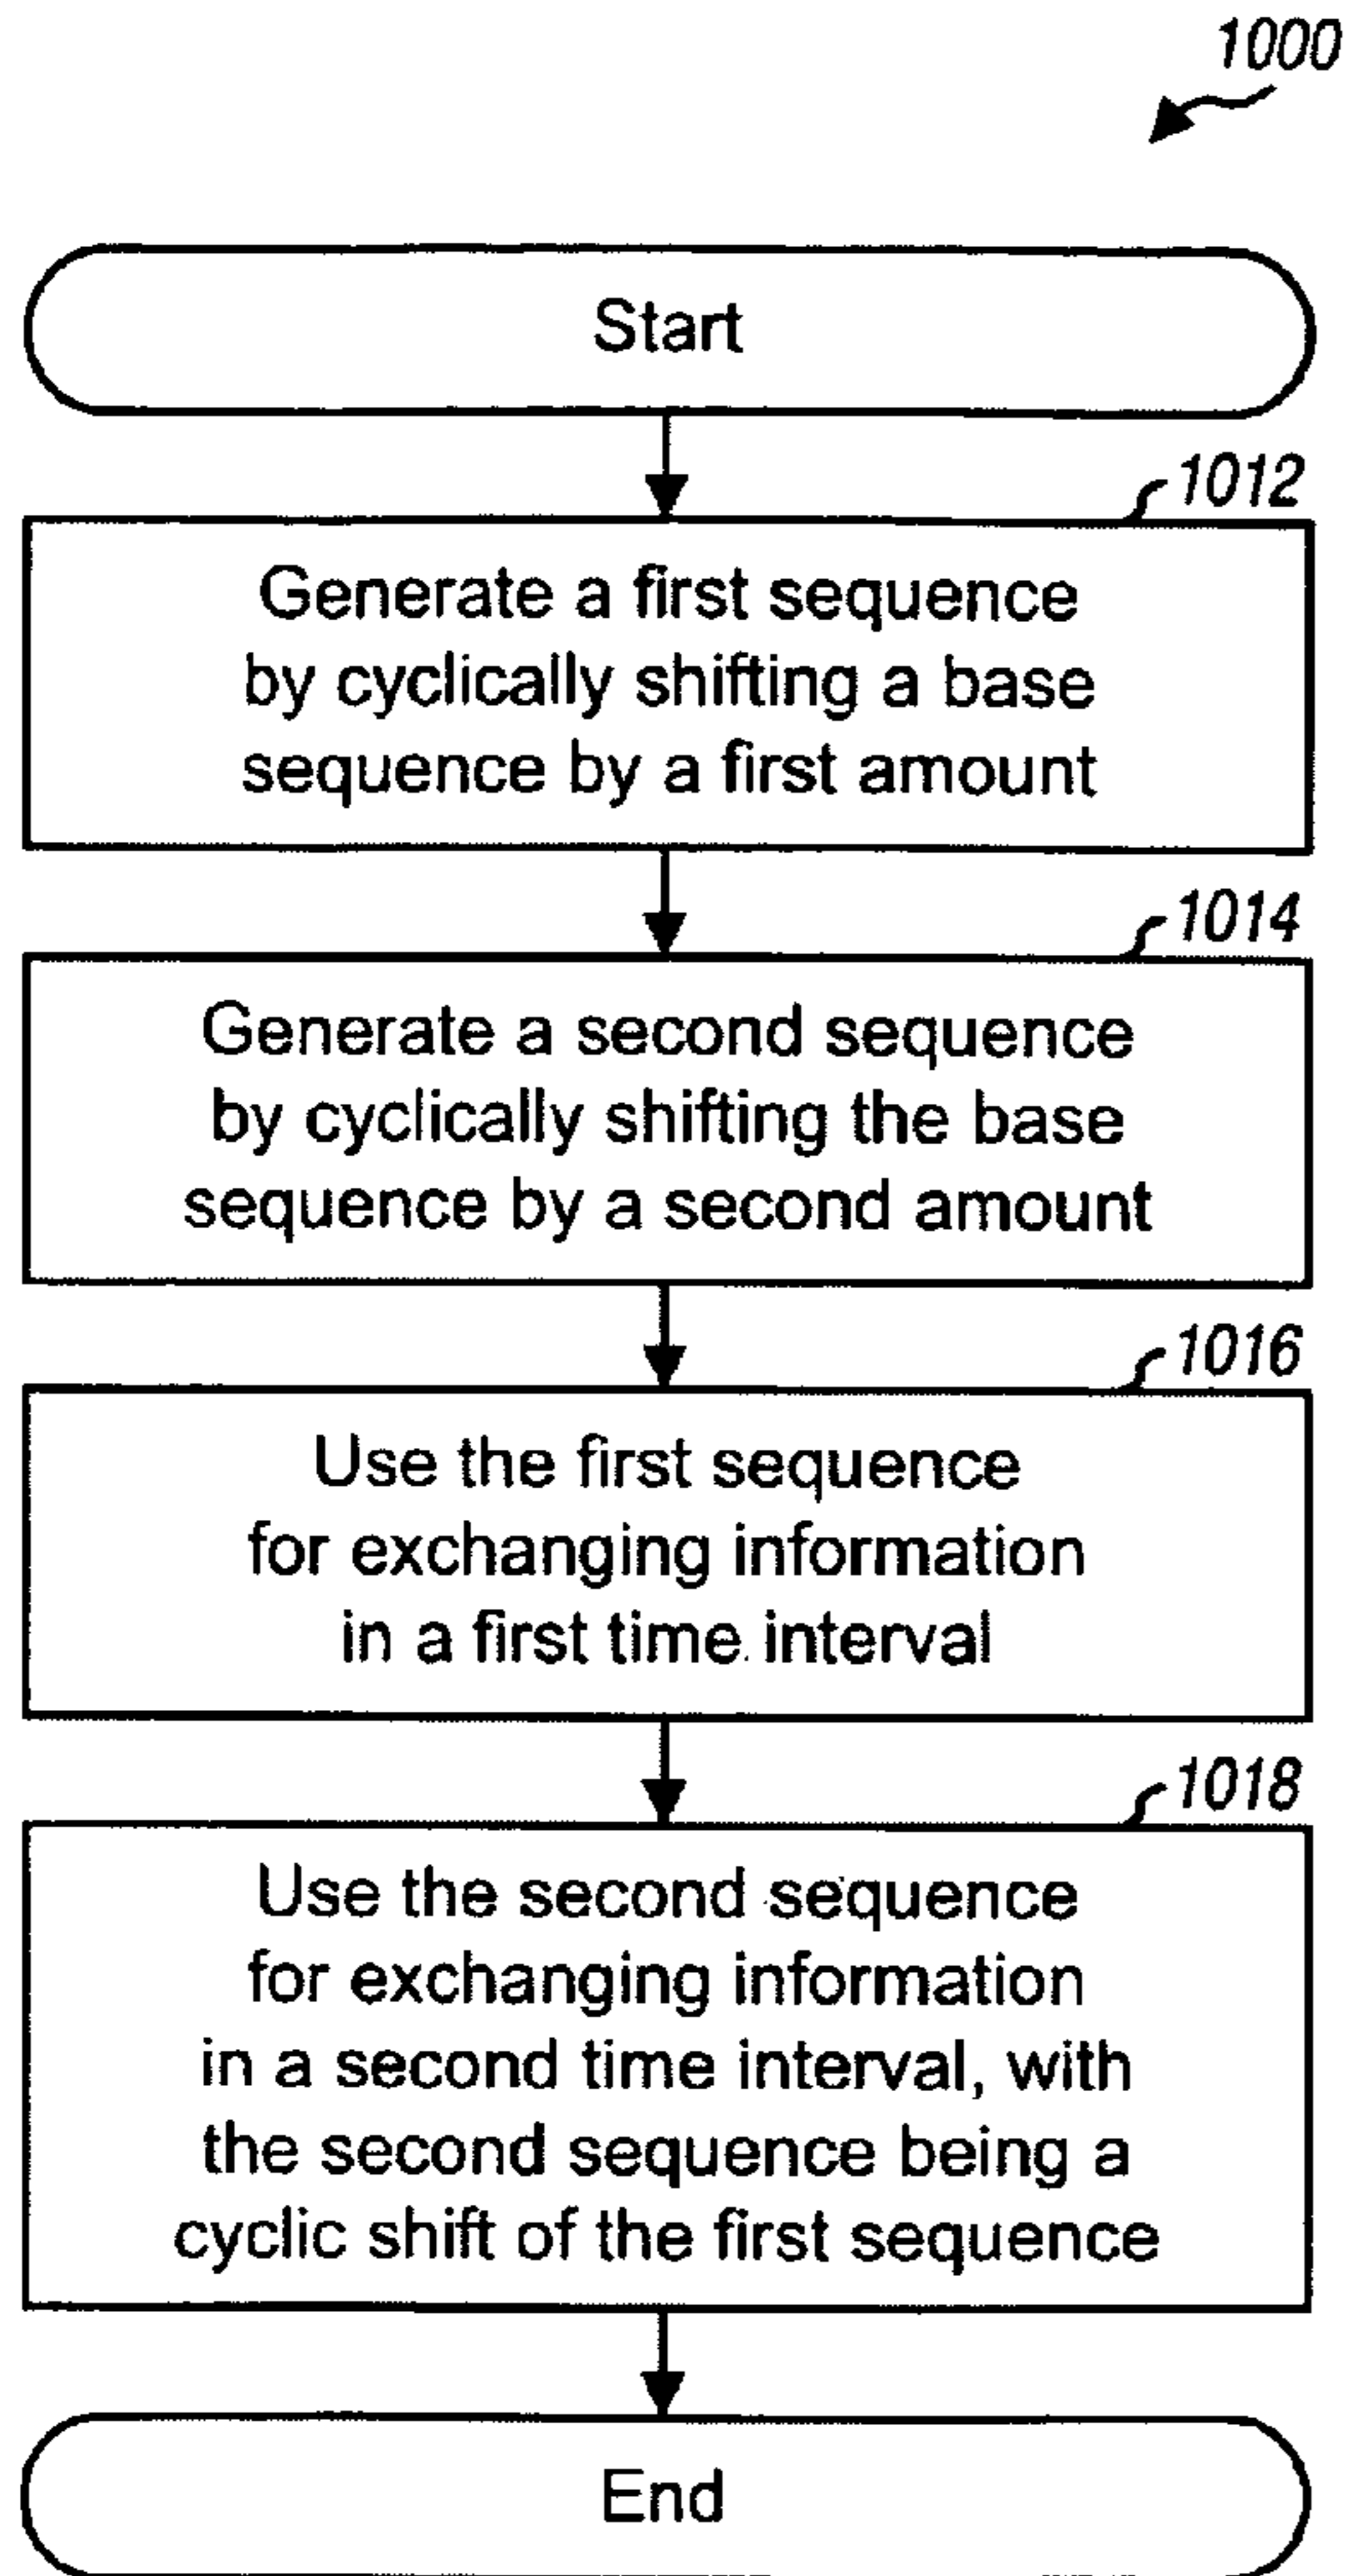 1000
Start
1012
Generate a first sequence
by cyclically shifting a base
sequence by a first amount
1014
Generate a second sequence
by cyclically shifting the base
sequence by a second amount
1016
Use the first sequence
for exchanging information
in a first time interval
1018
Use the second sequence
for exchanging information
in a second time interval, with
the second sequence being a
cyclic shift of the first sequence
End